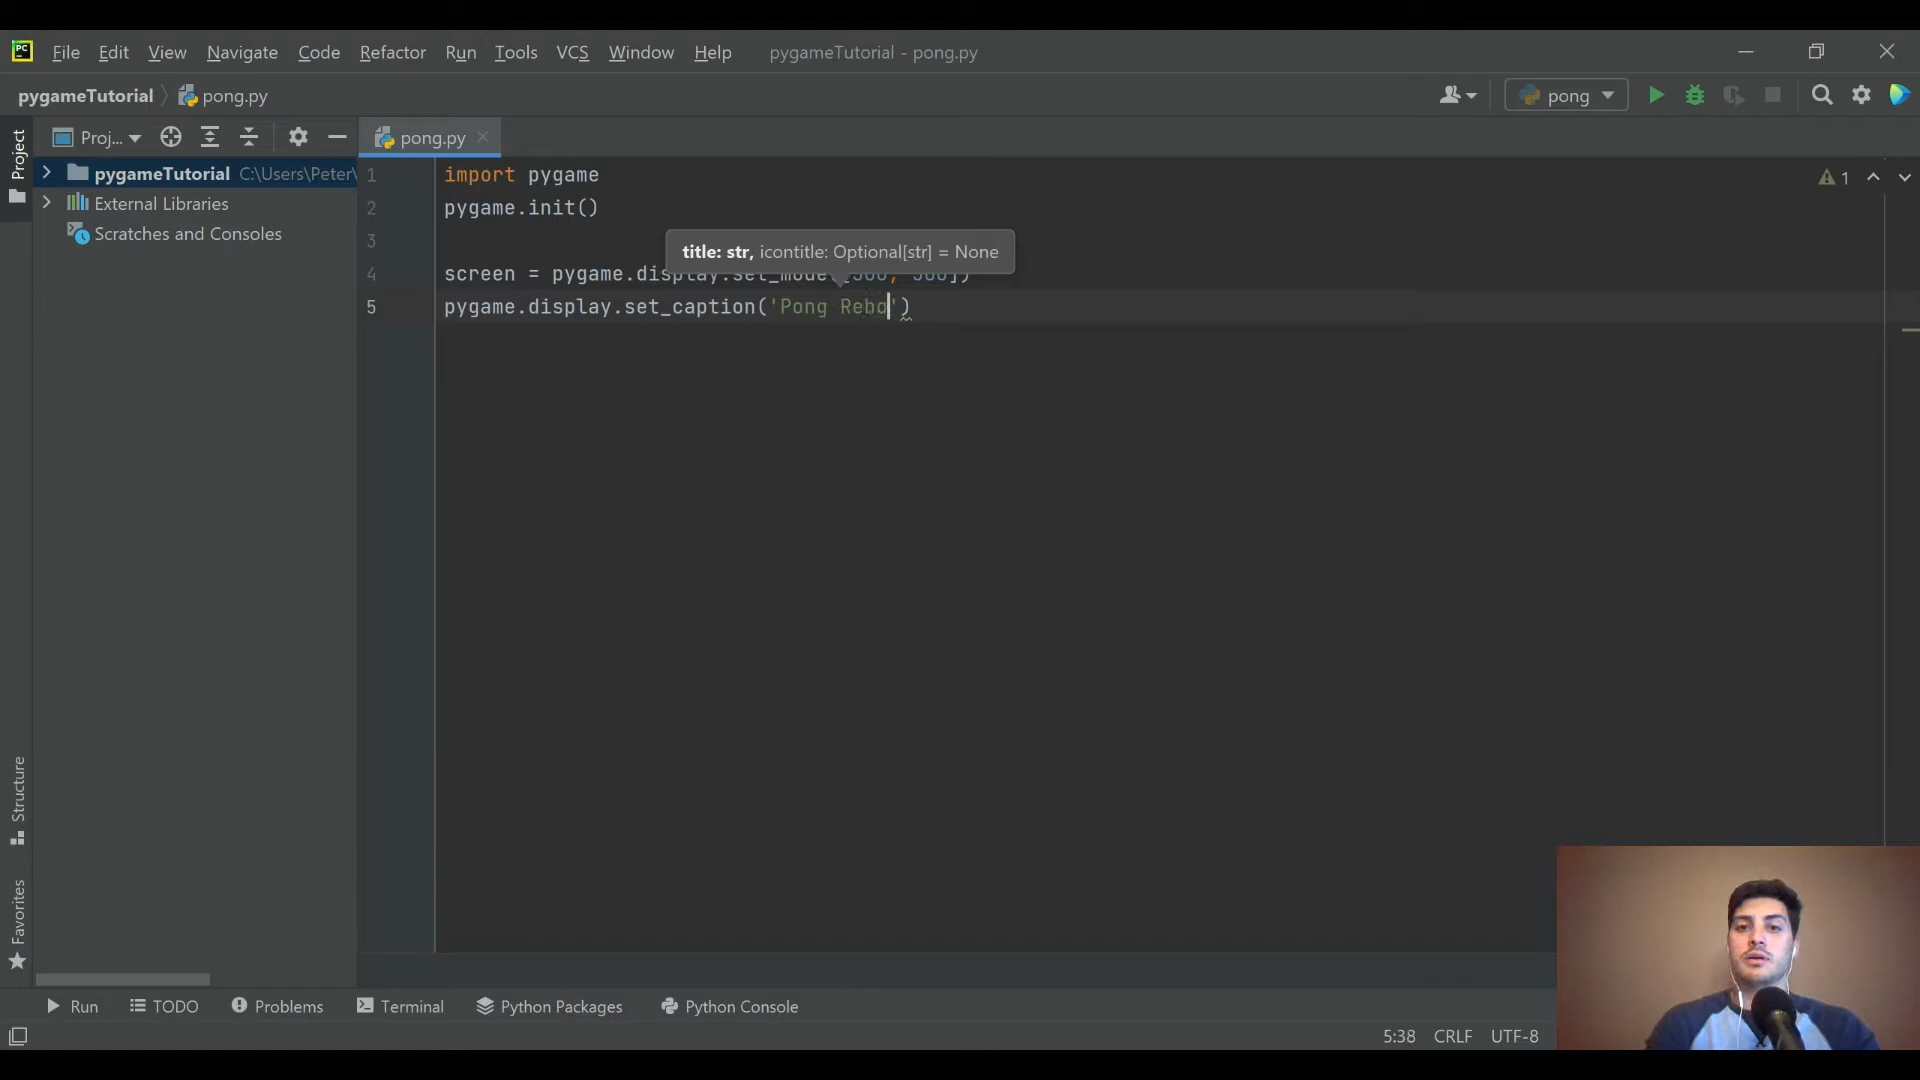 PC File Edit View Navigate Code Refactor Run Tools VCS Window Help pygameTutorial - pong.py
pygameTutorial pong.py pong
Project
Proj... pong.py
pygameTutorial C:\Users\Peter\
External Libraries
Scratches and Consoles
1 import pygame
2 pygame.init()
3
title: str, icontitle: Optional[str] = None
4 screen = pygame.display.set_mode([
5 pygame.display.set_caption('Pong Rebo')
1
Structure
Favorites
Run TODO Problems Terminal Python Packages Python Console
5:38 CRLF UTF-8